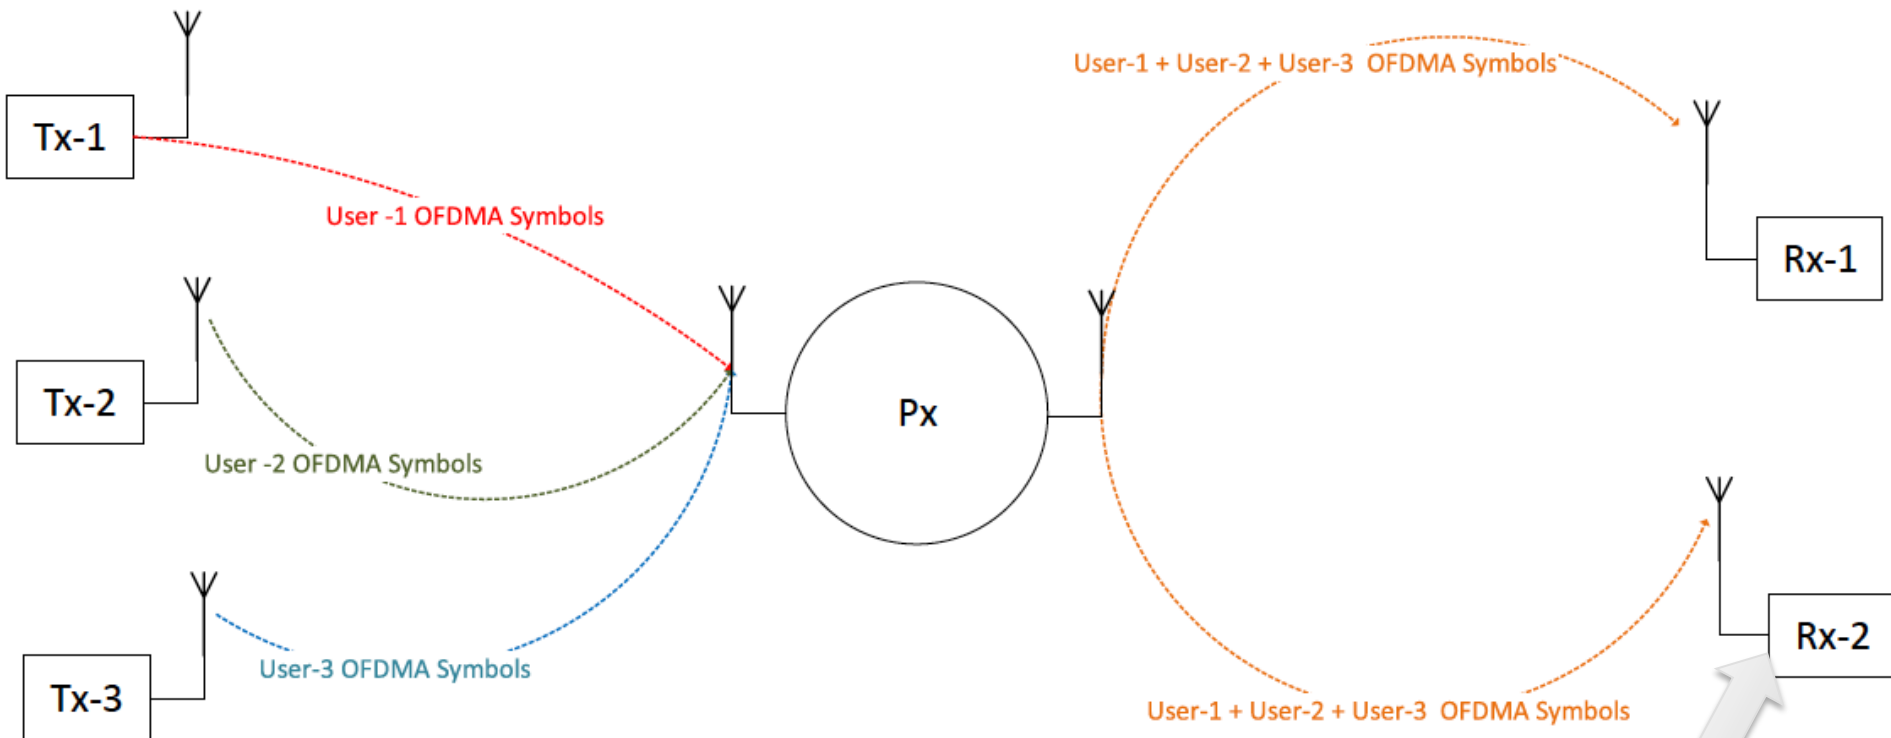 User-1 + User-2 + User-3  OFDMA Symbols
Tx-1
User -1 OFDMA Symbols
Rx-1
Tx-2
Px
User -2 OFDMA Symbols
Rx-2
User-3 OFDMA Symbols
Tx-3
User-1 + User-2 + User-3  OFDMA Symbols